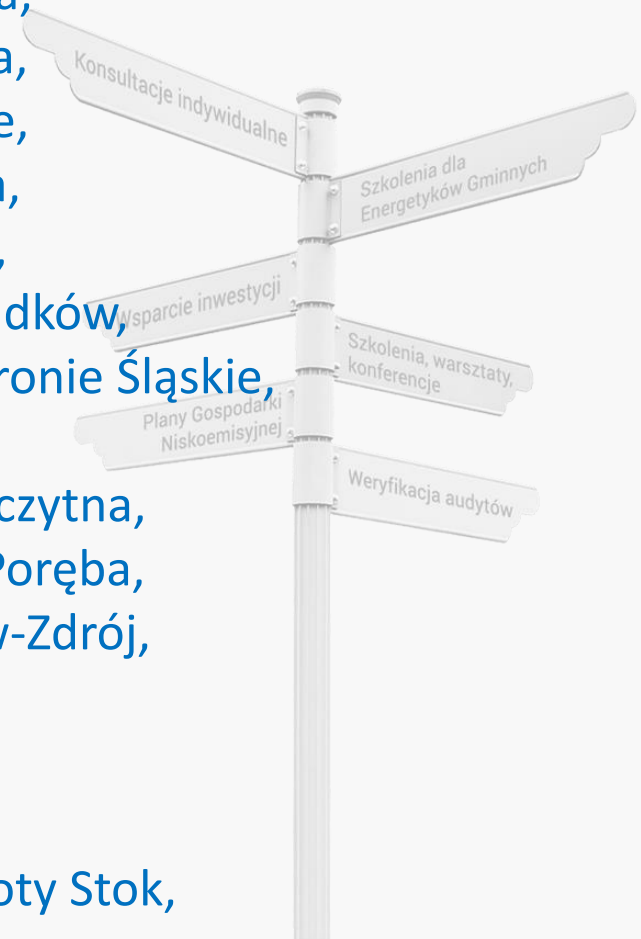 a,
a,
e,
dków,
ronie Śląskie,
czytna,
Poręba,
-Zdrój,
oty Stok,
Konsultacje indywidualne
Szkolenia dla
Energetyków Gminnych
Wsparcie inwestycji
Szkolenia, warsztaty,
konferencje
Plany Gospodarki
Niskoemisyjnej
Weryfikacja audytów